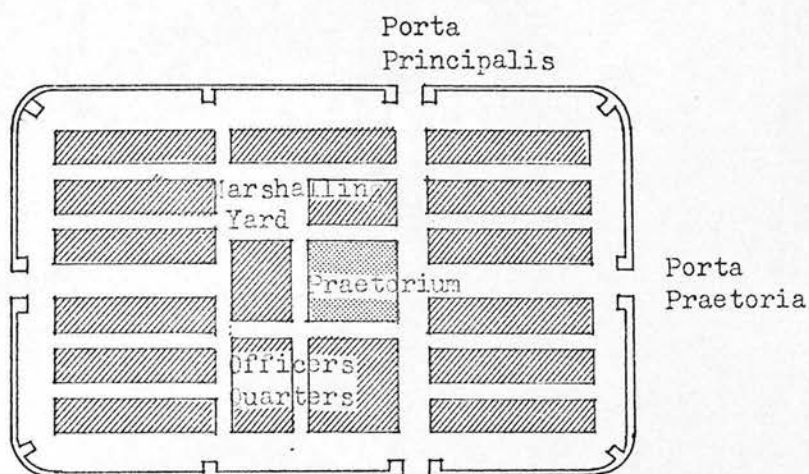 Porta
Principalis
Marshalling
Yard
Praetorium
Porta
Praetoria
Officers
Quarters